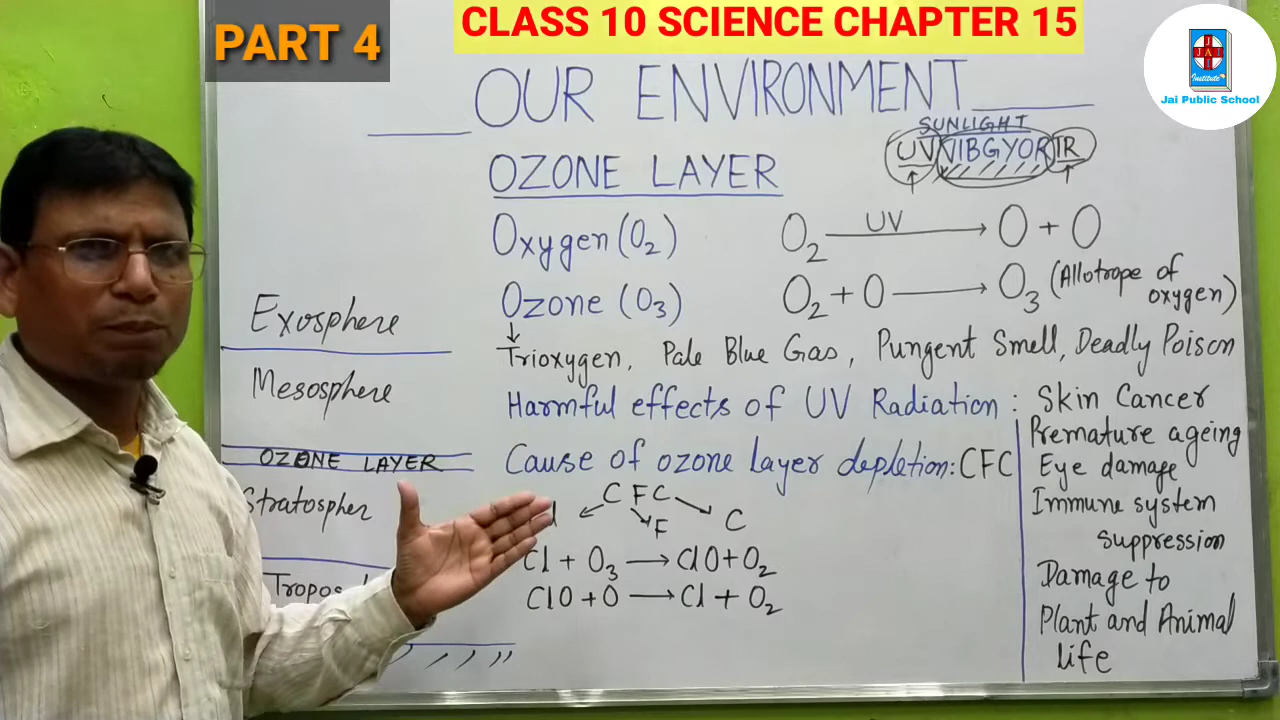 PART 4
CLASS 10 SCIENCE CHAPTER 15
JAI
Institute
Jai Public School
OUR ENVIRONMENT
SUNLIGHT
UV VIBGYOR IR
OZONE LAYER
Oxygen (O₂)
O₂ —UV→ O + O
Ozone (O₃)
O₂ + O → O₃ (Allotrope of oxygen)
↓
Trioxygen, Pale Blue Gas, Pungent Smell, Deadly Poison
Harmful effects of UV Radiation : Skin Cancer
Premature ageing
Eye damage
Immune system
suppression
Damage to
Plant and Animal
life
Cause of ozone layer depletion: CFC
CFC
F
C
Cl + O₃ → ClO + O₂
ClO + O → Cl + O₂
Exosphere
Mesosphere
OZONE LAYER
Stratospher